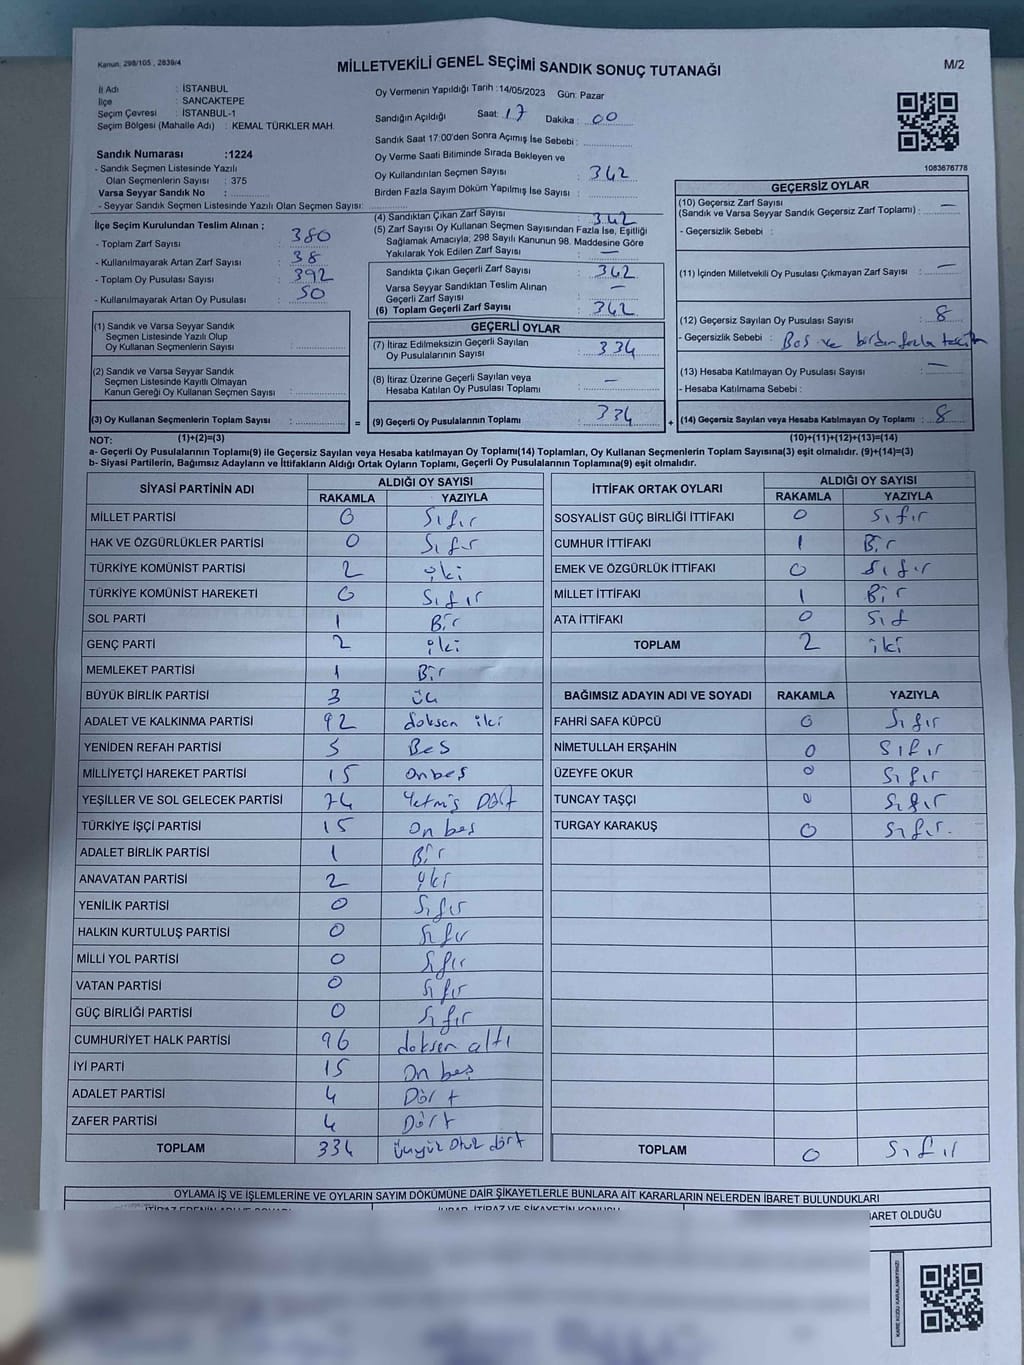 Kanun, 298/105 , 2839/4
MİLLETVEKİLİ GENEL SEÇİMİ SANDIK SONUÇ TUTANAĞI
M/2
İl Adı : İSTANBUL
İlçe : SANCAKTEPE
Seçim Çevresi : İSTANBUL-1
Seçim Bölgesi (Mahalle Adı) : KEMAL TÜRKLER MAH.
Sandık Numarası :1224
- Sandık Seçmen Listesinde Yazılı
Olan Seçmenlerin Sayısı : 375
Varsa Seyyar Sandık No :
- Seyyar Sandık Seçmen Listesinde Yazılı Olan Seçmen Sayısı:
Oy Vermenin Yapıldığı Tarih :14/05/2023 Gün: Pazar
Sandığın Açıldığı Saat: 17 Dakika : 00
Sandık Saat 17:00'den Sonra Açımış İse Sebebi :
Oy Verme Saati Bitiminde Sırada Bekleyen ve
Oy Kullandırılan Seçmen Sayısı : 342
Birden Fazla Sayım Döküm Yapılmış İse Sayısı :
1083676778
İlçe Seçim Kurulundan Teslim Alınan ;
- Toplam Zarf Sayısı : 380
- Kullanılmayarak Artan Zarf Sayısı : 38
- Toplam Oy Pusulası Sayısı : 392
- Kullanılmayarak Artan Oy Pusulası : 50
(4) Sandıktan Çıkan Zarf Sayısı : 342
(5) Zarf Sayısı Oy Kullanan Seçmen Sayısından Fazla İse, Eşitliği
Sağlamak Amacıyla; 298 Sayılı Kanunun 98. Maddesine Göre
Yakılarak Yok Edilen Zarf Sayısı : —
Sandıkta Çıkan Geçerli Zarf Sayısı : 342
Varsa Seyyar Sandıktan Teslim Alınan
Geçerli Zarf Sayısı : —
(6) Toplam Geçerli Zarf Sayısı : 342
GEÇERSİZ OYLAR
(10) Geçersiz Zarf Sayısı
(Sandık ve Varsa Seyyar Sandık Geçersiz Zarf Toplamı) : —
- Geçersizlik Sebebi :
(11) İçinden Milletvekili Oy Pusulası Çıkmayan Zarf Sayısı : —
(12) Geçersiz Sayılan Oy Pusulası Sayısı : 8
- Geçersizlik Sebebi : Boş ve birden fazla
(13) Hesaba Katılmayan Oy Pusulası Sayısı : —
- Hesaba Katılmama Sebebi :
(14) Geçersiz Sayılan veya Hesaba Katılmayan Oy Toplamı : 8
(1) Sandık ve Varsa Seyyar Sandık
Seçmen Listesinde Yazılı Olup
Oy Kullanan Seçmenlerin Sayısı :
(2) Sandık ve Varsa Seyyar Sandık
Seçmen Listesinde Kayıtlı Olmayan
Kanun Gereği Oy Kullanan Seçmen Sayısı :
(3) Oy Kullanan Seçmenlerin Toplam Sayısı : =
GEÇERLİ OYLAR
(7) İtiraz Edilmeksizin Geçerli Sayılan
Oy Pusulalarının Sayısı : 334
(8) İtiraz Üzerine Geçerli Sayılan veya
Hesaba Katılan Oy Pusulası Toplamı : —
(9) Geçerli Oy Pusulalarının Toplamı : 334 +
NOT: (1)+(2)=(3) (10)+(11)+(12)+(13)=(14)
a- Geçerli Oy Pusulalarının Toplamı(9) ile Geçersiz Sayılan veya Hesaba katılmayan Oy Toplamı(14) Toplamları, Oy Kullanan Seçmenlerin Toplam Sayısına(3) eşit olmalıdır. (9)+(14)=(3)
b- Siyasi Partilerin, Bağımsız Adayların ve İttifakların Aldığı Ortak Oyların Toplamı, Geçerli Oy Pusulalarının Toplamına(9) eşit olmalıdır.
SİYASİ PARTİNİN ADI ALDIĞI OY SAYISI
RAKAMLA YAZIYLA
MİLLET PARTİSİ 0 Sıfır
HAK VE ÖZGÜRLÜKLER PARTİSİ 0 Sıfır
TÜRKİYE KOMÜNİST PARTİSİ 2 iki
TÜRKİYE KOMÜNİST HAREKETİ 0 Sıfır
SOL PARTİ 1 Bir
GENÇ PARTİ 2 iki
MEMLEKET PARTİSİ 1 Bir
BÜYÜK BİRLİK PARTİSİ 3 üç
ADALET VE KALKINMA PARTİSİ 92 doksan iki
YENİDEN REFAH PARTİSİ 5 Beş
MİLLİYETÇİ HAREKET PARTİSİ 15 onbeş
YEŞİLLER VE SOL GELECEK PARTİSİ 74 Yetmiş Dört
TÜRKİYE İŞÇİ PARTİSİ 15 on beş
ADALET BİRLİK PARTİSİ 1 Bir
ANAVATAN PARTİSİ 2 iki
YENİLİK PARTİSİ 0 Sıfır
HALKIN KURTULUŞ PARTİSİ 0 Sıfır
MİLLİ YOL PARTİSİ 0 Sıfır
VATAN PARTİSİ 0 Sıfır
GÜÇ BİRLİĞİ PARTİSİ 0 Sıfır
CUMHURİYET HALK PARTİSİ 96 doksan altı
İYİ PARTİ 15 On beş
ADALET PARTİSİ 4 Dört
ZAFER PARTİSİ 4 Dört
TOPLAM 334 üçyüz otuz dört
İTTİFAK ORTAK OYLARI ALDIĞI OY SAYISI
RAKAMLA YAZIYLA
SOSYALİST GÜÇ BİRLİĞİ İTTİFAKI 0 Sıfır
CUMHUR İTTİFAKI 1 Bir
EMEK VE ÖZGÜRLÜK İTTİFAKI 0 Sıfır
MİLLET İTTİFAKI 1 Bir
ATA İTTİFAKI 0 Sıf
TOPLAM 2 iki
BAĞIMSIZ ADAYIN ADI VE SOYADI RAKAMLA YAZIYLA
FAHRİ SAFA KÜPCÜ 0 Sıfır
NİMETULLAH ERŞAHİN 0 Sıfır
ÜZEYFE OKUR 0 Sıfır
TUNCAY TAŞÇI 0 Sıfır
TURGAY KARAKUŞ 0 Sıfır.
TOPLAM 0 Sıfır
OYLAMA İŞ VE İŞLEMLERİNE VE OYLARIN SAYIM DÖKÜMÜNE DAİR ŞİKAYETLERLE BUNLARA AİT KARARLARIN NELERDEN İBARET BULUNDUKLARI
İBARET OLDUĞU
KARE KODU KARALAMAYINIZ!